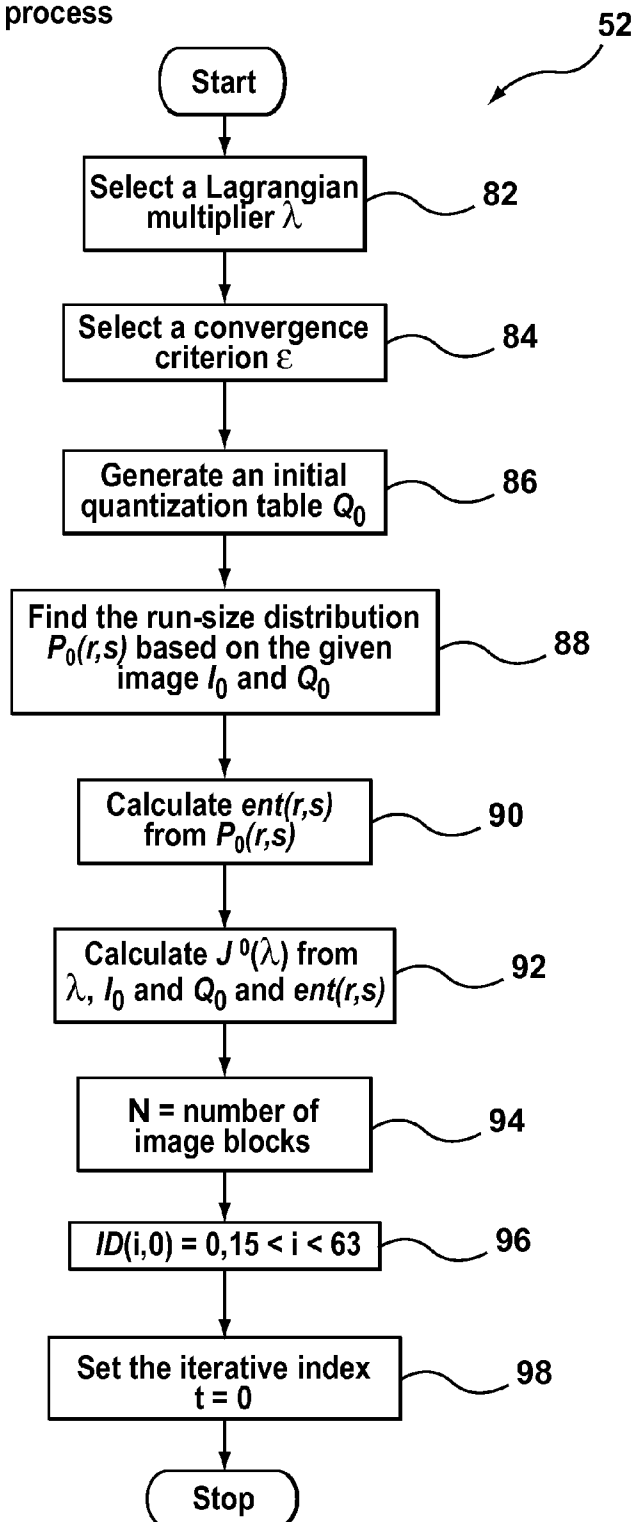 process
52
Start
Select a Lagrangian
multiplier λ
82
Select a convergence
criterion ε
84
Generate an initial
quantization table Q₀
86
Find the run-size distribution
P₀(r,s) based on the given
image I₀ and Q₀
88
Calculate ent(r,s)
from P₀(r,s)
90
Calculate J⁰(λ) from
λ, I₀ and Q₀ and ent(r,s)
92
N = number of
image blocks
94
ID(i,0) = 0,15 < i < 63
96
Set the iterative index
t = 0
98
Stop